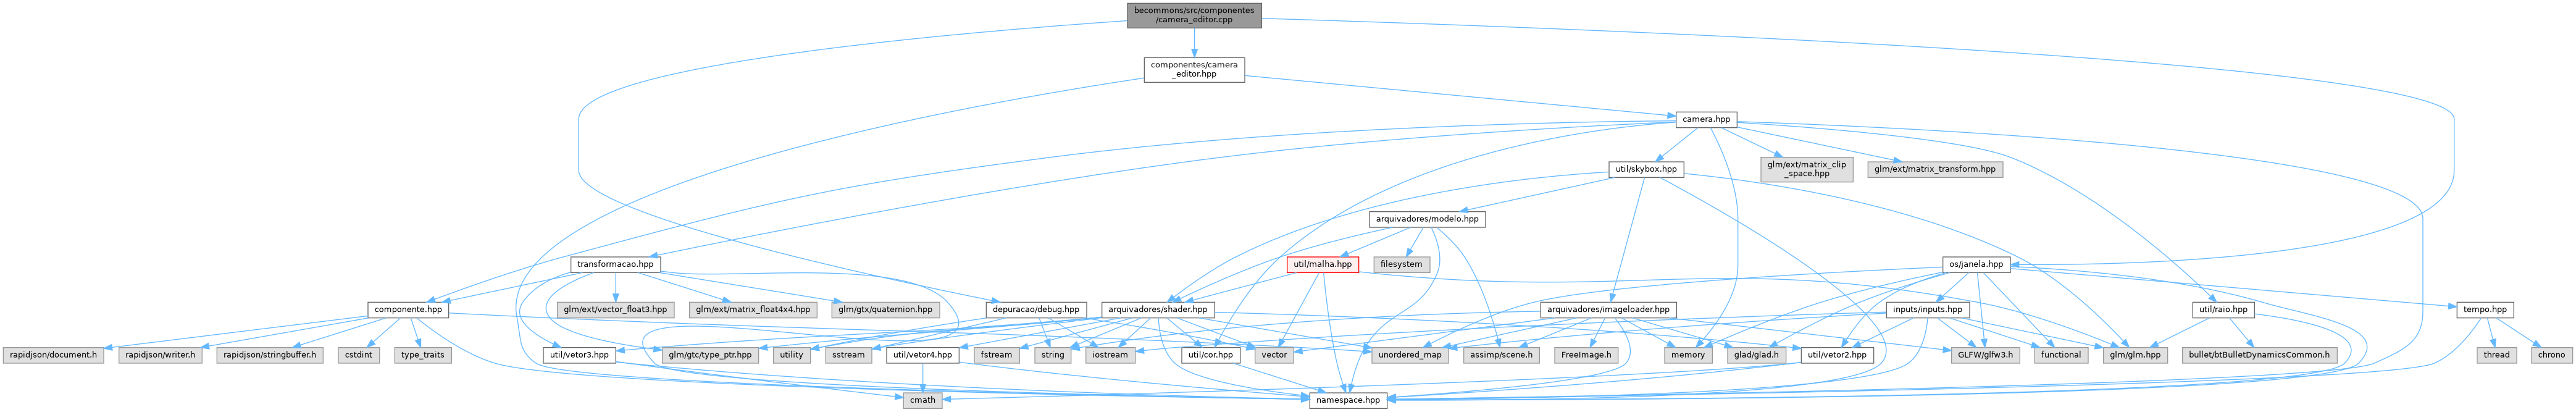 becommons/src/componentes
/camera_editor.cpp
componentes/camera
_editor.hpp
camera.hpp
util/skybox.hpp
glm/ext/matrix_clip
_space.hpp
glm/ext/matrix_transform.hpp
arquivadores/modelo.hpp
transformacao.hpp
util/malha.hpp
filesystem
os/janela.hpp
componente.hpp
glm/ext/vector_float3.hpp
glm/ext/matrix_float4x4.hpp
glm/gtx/quaternion.hpp
depuracao/debug.hpp
arquivadores/shader.hpp
arquivadores/imageloader.hpp
inputs/inputs.hpp
util/raio.hpp
tempo.hpp
rapidjson/document.h
rapidjson/writer.h
rapidjson/stringbuffer.h
cstdint
type_traits
util/vetor3.hpp
glm/gtc/type_ptr.hpp
utility
sstream
util/vetor4.hpp
fstream
string
iostream
util/cor.hpp
vector
unordered_map
assimp/scene.h
FreeImage.h
memory
glad/glad.h
util/vetor2.hpp
GLFW/glfw3.h
functional
glm/glm.hpp
bullet/btBulletDynamicsCommon.h
thread
chrono
cmath
namespace.hpp